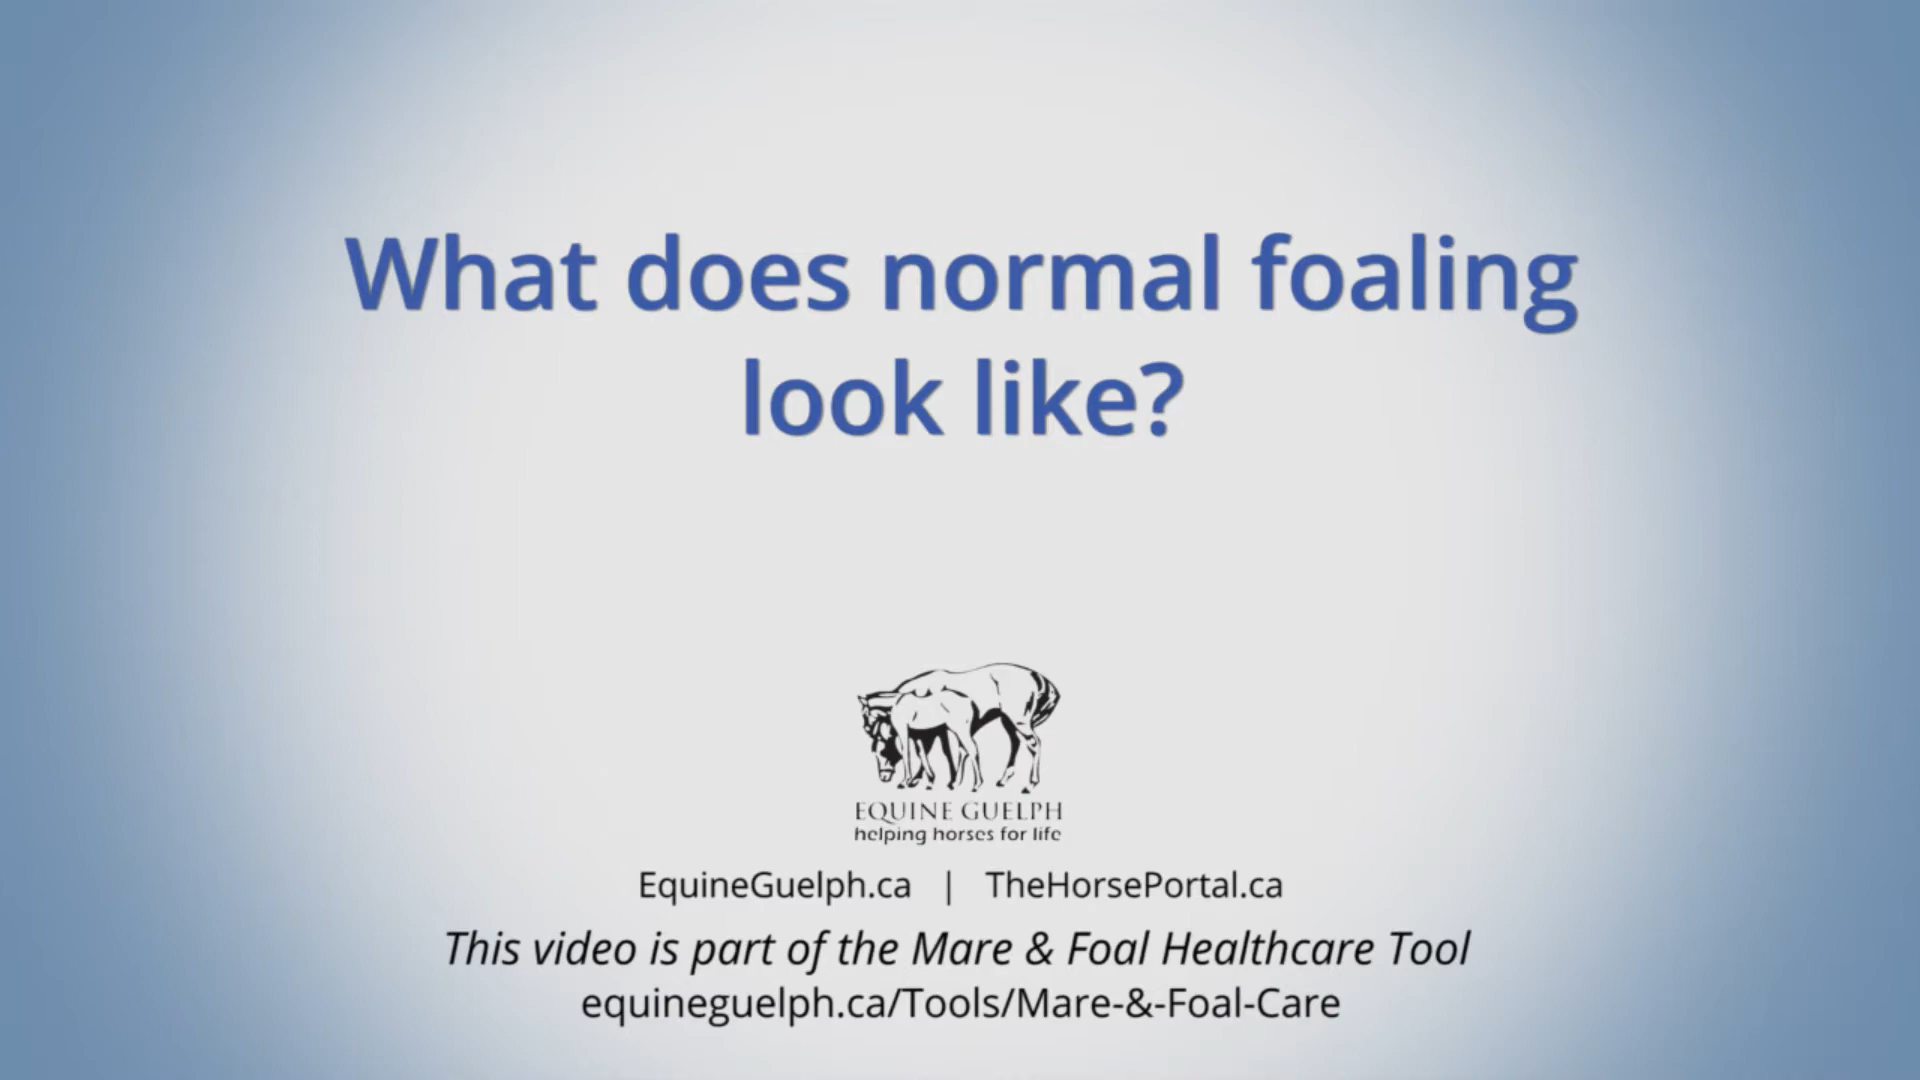 What does normal foaling
look like?
EQUINE GUELPH
helping horses for life
EquineGuelph.ca | TheHorsePortal.ca
This video is part of the Mare & Foal Healthcare Tool
equineguelph.ca/Tools/Mare-&-Foal-Care